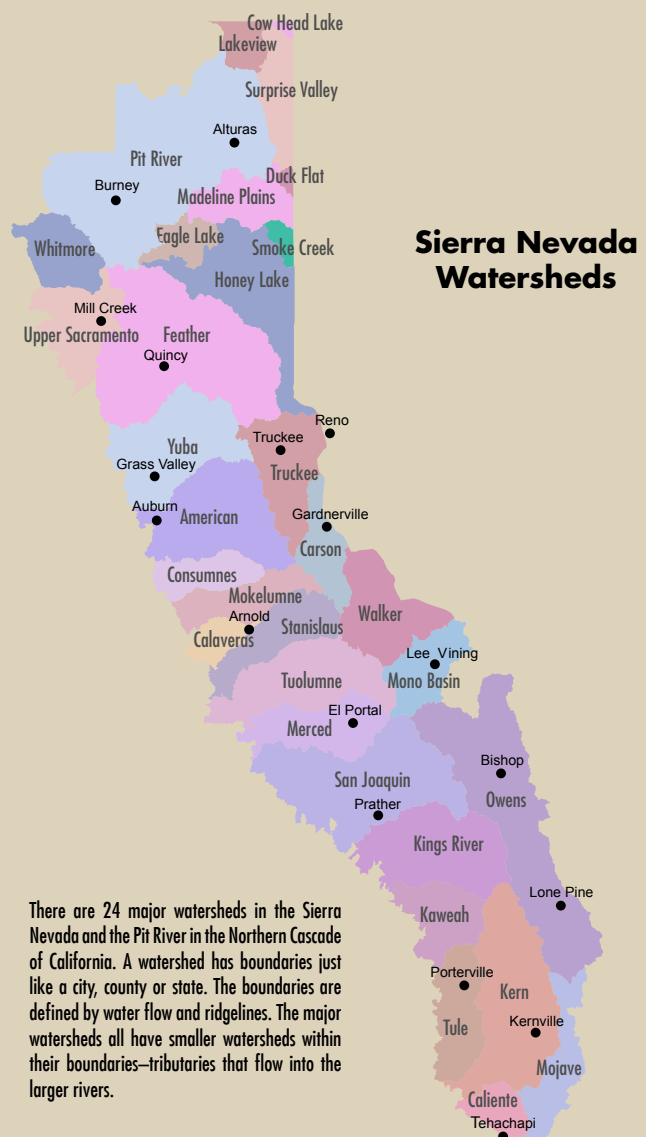 Cow Head Lake
Lakeview
Surprise Valley
Alturas
Pit River
Duck Flat
Burney
Madeline Plains
Eagle Lake
Whitmore
Smoke Creek
Sierra Nevada
Watersheds
Honey Lake
Mill Creek
Upper Sacramento
Feather
Quincy
Reno
Truckee
Yuba
Grass Valley
Truckee
Auburn
American
Gardnerville
Carson
Consumnes
Mokelumne
Arnold
Walker
Stanislaus
Calaveras
Lee Vining
Tuolumne
Mono Basin
El Portal
Merced
Bishop
San Joaquin
Owens
Prather
Kings River
Lone Pine
Kaweah
There are 24 major watersheds in the Sierra
Nevada and the Pit River in the Northern Cascade
of California. A watershed has boundaries just
like a city, county or state. The boundaries are
defined by water flow and ridgelines. The major
watersheds all have smaller watersheds within
their boundaries–tributaries that flow into the
larger rivers.
Porterville
Kern
Kernville
Tule
Mojave
Caliente
Tehachapi